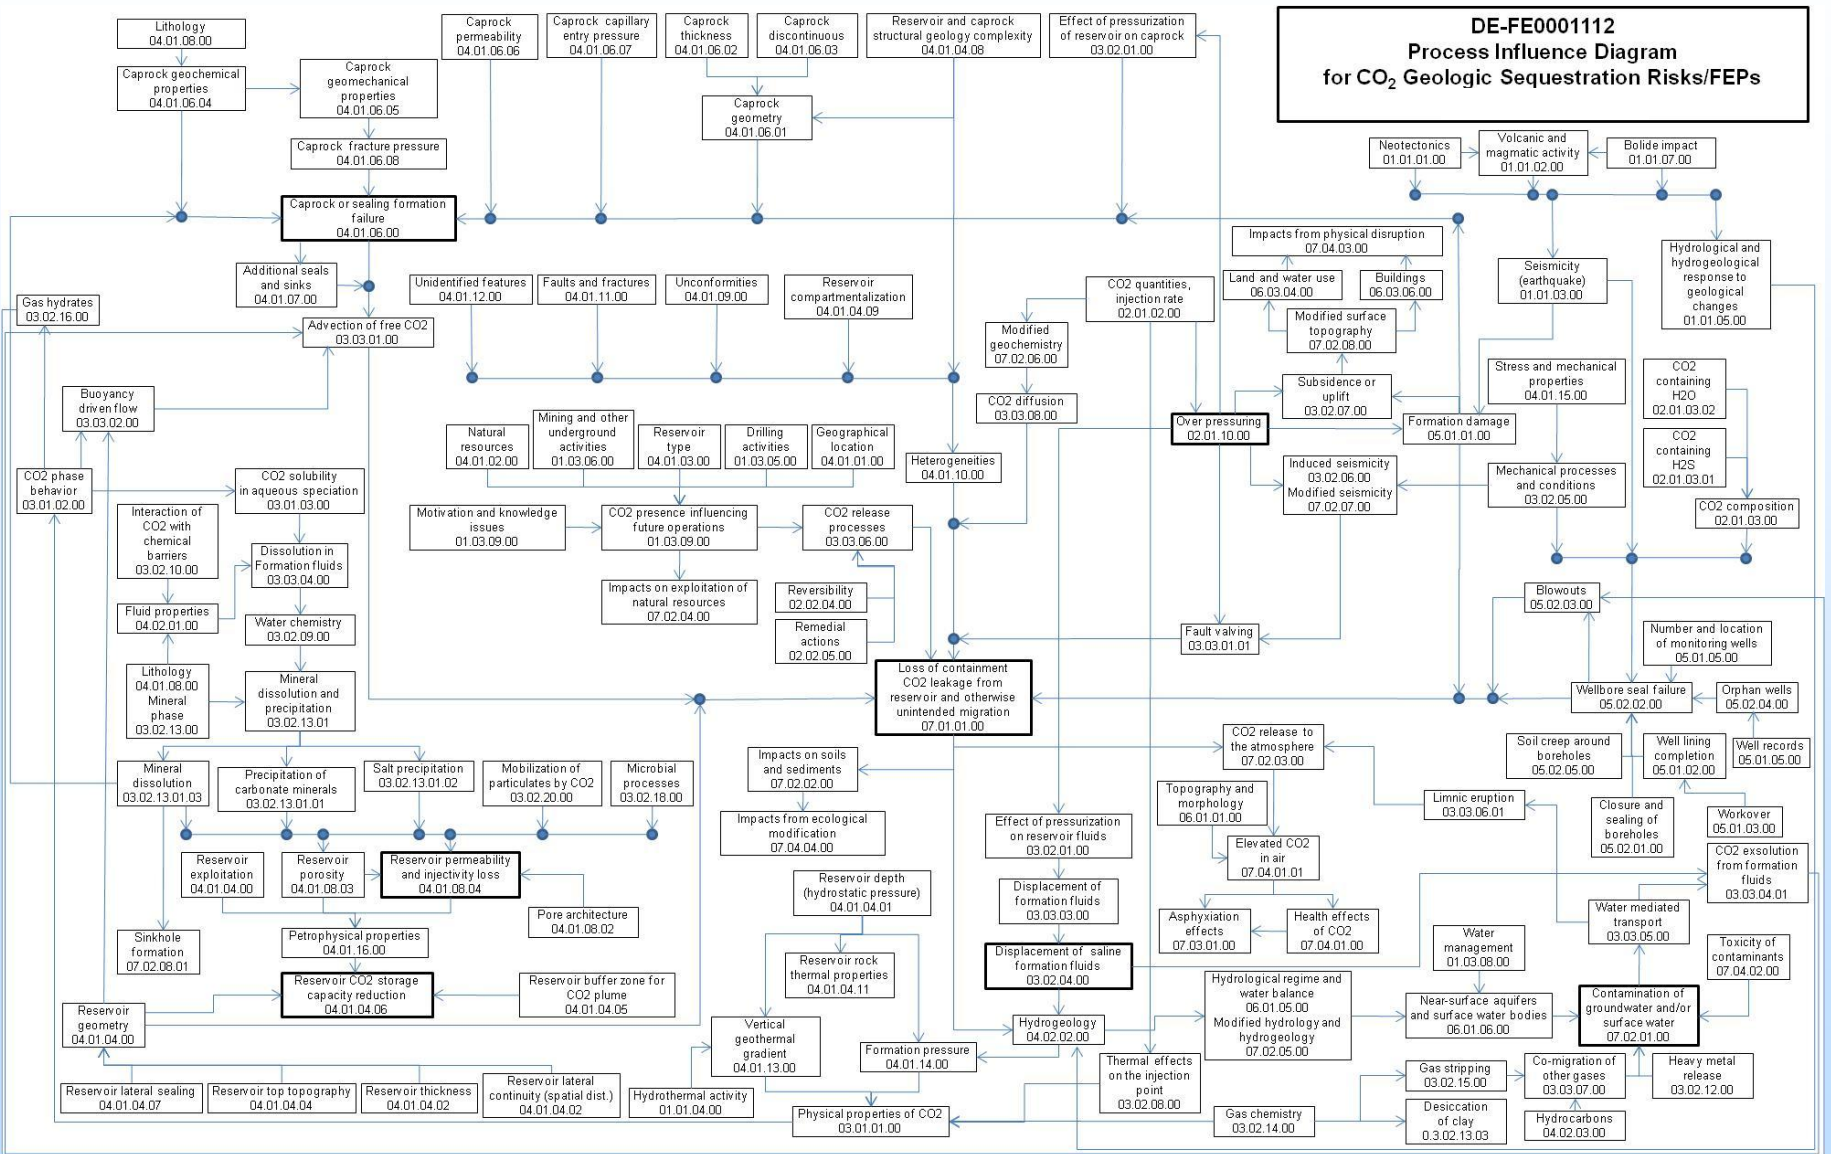 DE-FE0001112
Process Influence Diagram
for CO2 Geologic Sequestration Risks/FEPs
Lithology
04.01.08.00
Caprock geochemical
properties
04.01.06.04
Caprock
geomechanical
properties
04.01.06.05
Caprock fracture pressure
04.01.06.08
Caprock
permeability
04.01.06.06
Caprock capillary
entry pressure
04.01.06.07
Caprock
thickness
04.01.06.02
Caprock
discontinuous
04.01.06.03
Reservoir and caprock
structural geology complexity
04.01.04.08
Effect of pressurization
of reservoir on caprock
03.02.01.00
Caprock
geometry
04.01.06.01
Neotectonics
01.01.01.00
Volcanic and
magmatic activity
01.01.02.00
Bolide impact
01.01.07.00
Caprock or sealing formation
failure
04.01.06.00
Additional seals
and sinks
04.01.07.00
Gas hydrates
03.02.16.00
Advection of free CO2
03.03.01.00
Unidentified features
04.01.12.00
Faults and fractures
04.01.11.00
Unconformities
04.01.09.00
Reservoir
compartmentalization
04.01.04.09
CO2 quantities,
injection rate
02.01.02.00
Modified
geochemistry
07.02.06.00
CO2 diffusion
03.03.08.00
Impacts from physical disruption
07.04.03.00
Land and water use
06.03.04.00
Buildings
06.03.06.00
Modified surface
topography
07.02.08.00
Subsidence or
uplift
03.02.07.00
Seismicity
(earthquake)
01.01.03.00
Hydrological and
hydrogeological
response to
geological
changes
01.01.05.00
Stress and mechanical
properties
04.01.15.00
CO2
containing
H2O
02.01.03.02
CO2
containing
H2S
02.01.03.01
Over pressuring
02.01.10.00
Formation damage
05.01.01.00
Induced seismicity
03.02.06.00
Modified seismicity
07.02.07.00
Mechanical processes
and conditions
03.02.05.00
CO2 composition
02.01.03.00
Buoyancy
driven flow
03.03.02.00
CO2 phase
behavior
03.01.02.00
CO2 solubility
in aqueous speciation
03.01.03.00
Interaction of
CO2 with
chemical
barriers
03.02.10.00
Dissolution in
Formation fluids
03.03.04.00
Fluid properties
04.02.01.00
Water chemistry
03.02.09.00
Lithology
04.01.08.00
Mineral
phase
03.02.13.00
Mineral
dissolution and
precipitation
03.02.13.01
Natural
resources
04.01.02.00
Mining and other
underground
activities
01.03.06.00
Reservoir
type
04.01.03.00
Drilling
activities
01.03.05.00
Geographical
location
04.01.01.00
Heterogeneities
04.01.10.00
Motivation and knowledge
issues
01.03.09.00
CO2 presence influencing
future operations
01.03.09.00
CO2 release
processes
03.03.06.00
Impacts on exploitation of
natural resources
07.02.04.00
Reversibility
02.02.04.00
Remedial
actions
02.02.05.00
Fault valving
03.03.01.01
Blowouts
05.02.03.00
Number and location
of monitoring wells
05.01.05.00
Loss of containment
CO2 leakage from
reservoir and otherwise
unintended migration
07.01.01.00
Wellbore seal failure
05.02.02.00
Orphan wells
05.02.04.00
Soil creep around
boreholes
05.02.05.00
Well lining
completion
05.01.02.00
Well records
05.01.05.00
Closure and
sealing of
boreholes
05.02.01.00
Workover
05.01.03.00
Mineral
dissolution
03.02.13.01.03
Precipitation of
carbonate minerals
03.02.13.01.01
Salt precipitation
03.02.13.01.02
Mobilization of
particulates by CO2
03.02.20.00
Microbial
processes
03.02.18.00
Impacts on soils
and sediments
07.02.02.00
Impacts from ecological
modification
07.04.04.00
CO2 release to
the atmosphere
07.02.03.00
Topography and
morphology
06.01.01.00
Limnic eruption
03.03.06.01
Effect of pressurization
on reservoir fluids
03.02.01.00
Elevated CO2
in air
07.04.01.01
CO2 exsolution
from formation
fluids
03.03.04.01
Reservoir
exploitation
04.01.04.00
Reservoir
porosity
04.01.08.03
Reservoir permeability
and injectivity loss
04.01.08.04
Pore architecture
04.01.08.02
Reservoir depth
(hydrostatic pressure)
04.01.04.01
Displacement of
formation fluids
03.03.03.00
Asphyxiation
effects
07.03.01.00
Health effects
of CO2
07.04.01.00
Water mediated
transport
03.03.05.00
Sinkhole
formation
07.02.08.01
Petrophysical properties
04.01.16.00
Reservoir CO2 storage
capacity reduction
04.01.04.06
Reservoir buffer zone for
CO2 plume
04.01.04.05
Reservoir rock
thermal properties
04.01.04.11
Displacement of saline
formation fluids
03.02.04.00
Water
management
01.03.08.00
Toxicity of
contaminants
07.04.02.00
Reservoir
geometry
04.01.04.00
Vertical
geothermal
gradient
04.01.13.00
Formation pressure
04.01.14.00
Hydrogeology
04.02.02.00
Hydrological regime and
water balance
06.01.05.00
Modified hydrology and
hydrogeology
07.02.05.00
Near-surface aquifers
and surface water bodies
06.01.06.00
Contamination of
groundwater and/or
surface water
07.02.01.00
Reservoir lateral sealing
04.01.04.07
Reservoir top topography
04.01.04.04
Reservoir thickness
04.01.04.02
Reservoir lateral
continuity (spatial dist.)
04.01.04.02
Hydrothermal activity
01.01.04.00
Physical properties of CO2
03.01.01.00
Thermal effects
on the injection
point
03.02.08.00
Gas chemistry
03.02.14.00
Gas stripping
03.02.15.00
Desiccation
of clay
0.3.02.13.03
Co-migration of
other gases
03.03.07.00
Hydrocarbons
04.02.03.00
Heavy metal
release
03.02.12.00